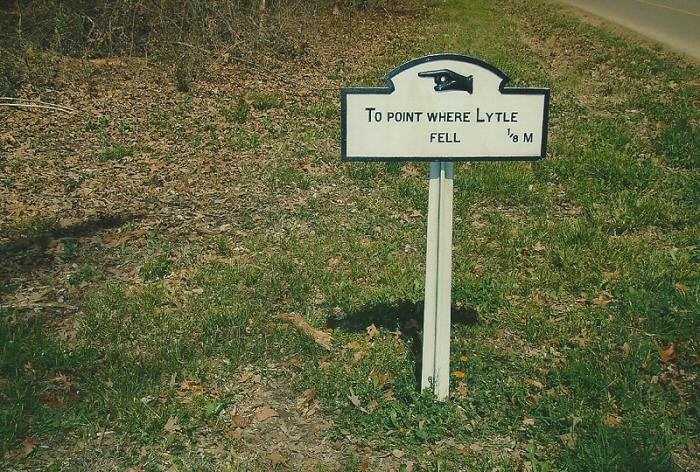 To point where Lytle
fell 1/8 M